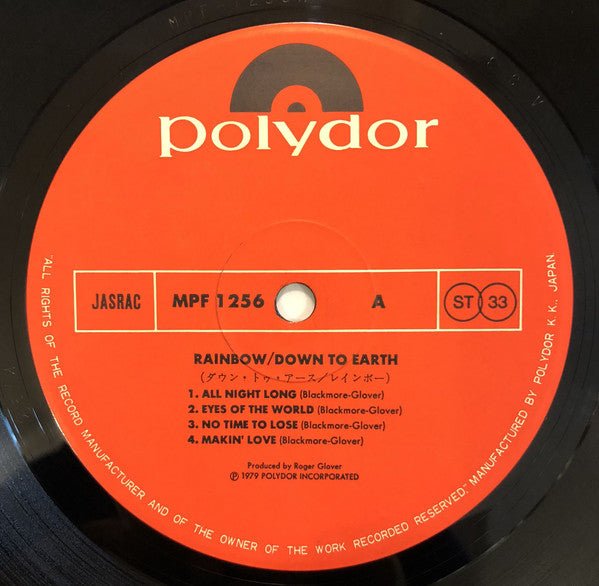 polydor
JASRAC
MPF 1256
A
ST 33
RAINBOW/DOWN TO EARTH
(ダウン・トゥ・アース/レインボー)
1. ALL NIGHT LONG (Blackmore-Glover)
2. EYES OF THE WORLD (Blackmore-Glover)
3. NO TIME TO LOSE (Blackmore-Glover)
4. MAKIN' LOVE (Blackmore-Glover)
Produced by Roger Glover
Ⓟ 1979 POLYDOR INCORPORATED
"ALL RIGHTS OF THE RECORD MANUFACTURER AND OF THE OWNER OF THE WORK RECORDED RESERVED." MANUFACTURED BY POLYDOR K.K., JAPAN.